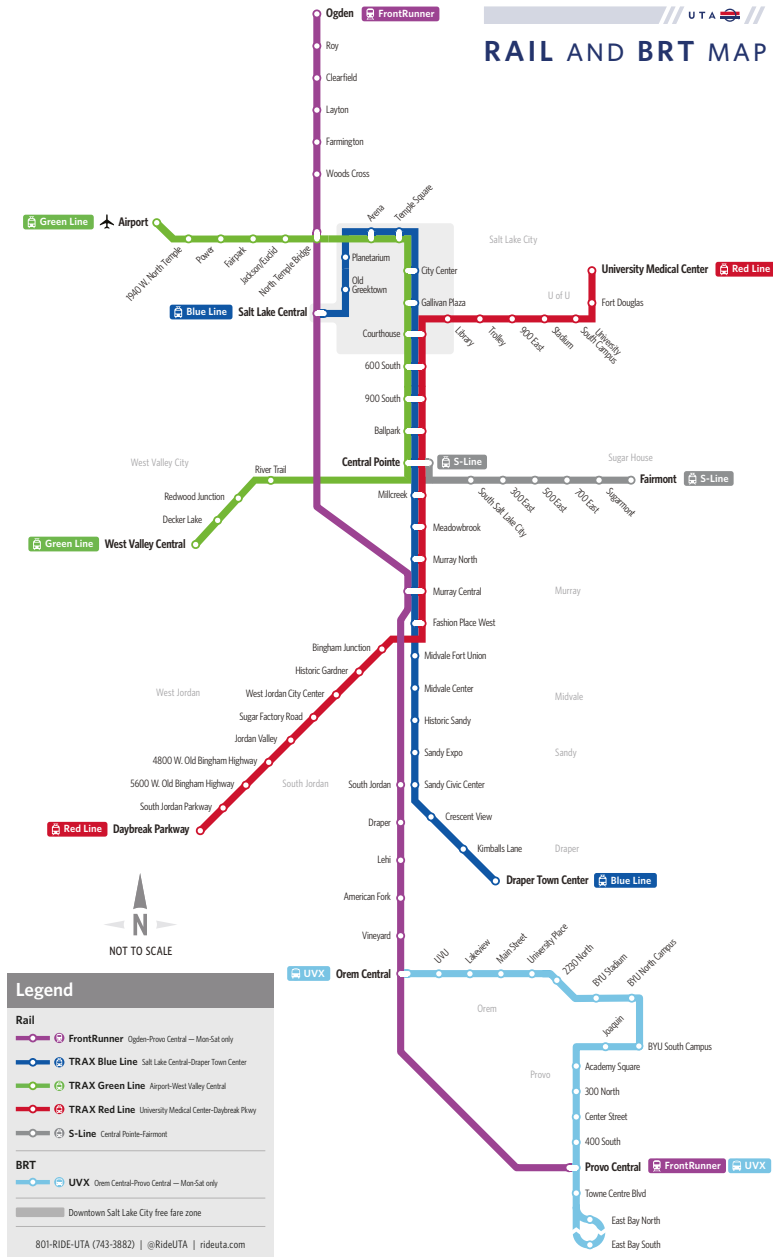 UTA
RAIL AND BRT MAP
Ogden FrontRunner
Roy
Clearfield
Layton
Farmington
Woods Cross
Green Line Airport
1940 W. North Temple
Power
Fairpark
Jackson/Euclid
North Temple Bridge
Arena
Temple Square
Salt Lake City
Planetarium
Old
Greektown
Blue Line Salt Lake Central
City Center
Gallivan Plaza
Courthouse
University Medical Center Red Line
U of U
Fort Douglas
Library
Trolley
900 East
Stadium
University
South Campus
600 South
900 South
Ballpark
Central Pointe S-Line
Sugar House
Fairmont S-Line
South Salt Lake City
300 East
500 East
700 East
Sugarmont
West Valley City
River Trail
Redwood Junction
Decker Lake
Green Line West Valley Central
Millcreek
Meadowbrook
Murray North
Murray Central
Murray
Fashion Place West
Bingham Junction
Historic Gardner
West Jordan
West Jordan City Center
Sugar Factory Road
Jordan Valley
4800 W. Old Bingham Highway
5600 W. Old Bingham Highway
South Jordan
South Jordan Parkway
Red Line Daybreak Parkway
Midvale Fort Union
Midvale Center
Midvale
Historic Sandy
Sandy Expo
Sandy
Sandy Civic Center
Crescent View
Kimballs Lane
Draper
Draper Town Center Blue Line
South Jordan
Draper
Lehi
American Fork
Vineyard
UVX Orem Central
UVU
Lakeview
Main Street
University Place
2230 North
BYU Stadium
BYU North Campus
Orem
Joaquin
BYU South Campus
Provo
Academy Square
300 North
Center Street
400 South
Provo Central FrontRunner UVX
Towne Centre Blvd
East Bay North
East Bay South
N
NOT TO SCALE
Legend
Rail
FrontRunner Ogden-Provo Central — Mon-Sat only
TRAX Blue Line Salt Lake Central-Draper Town Center
TRAX Green Line Airport-West Valley Central
TRAX Red Line University Medical Center-Daybreak Pkwy
S-Line Central Pointe-Fairmont
BRT
UVX Orem Central-Provo Central — Mon-Sat only
Downtown Salt Lake City free fare zone
801-RIDE-UTA (743-3882) | @RideUTA | rideuta.com